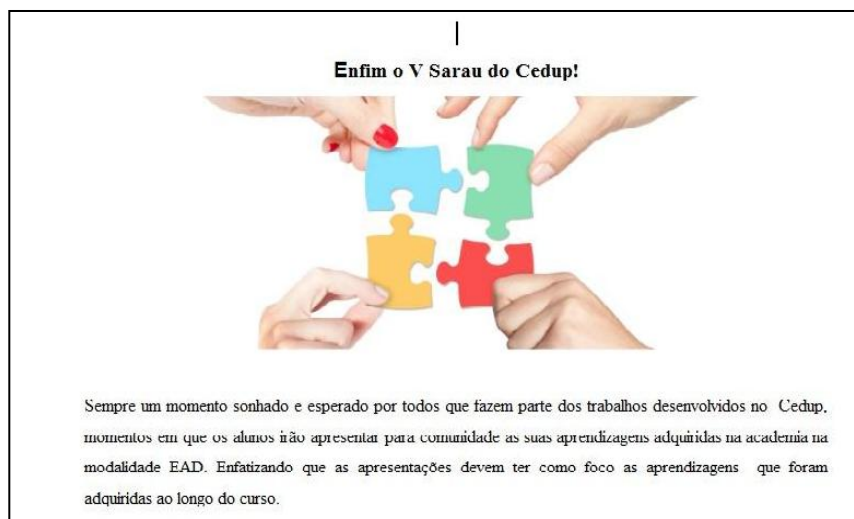 Enfim o V Sarau do Cedup!
Sempre um momento sonhado e esperado por todos que fazem parte dos trabalhos desenvolvidos no Cedup,
momentos em que os alunos irão apresentar para comunidade as suas aprendizagens adquiridas na academia na
modalidade EAD. Enfatizando que as apresentações devem ter como foco as aprendizagens que foram
adquiridas ao longo do curso.